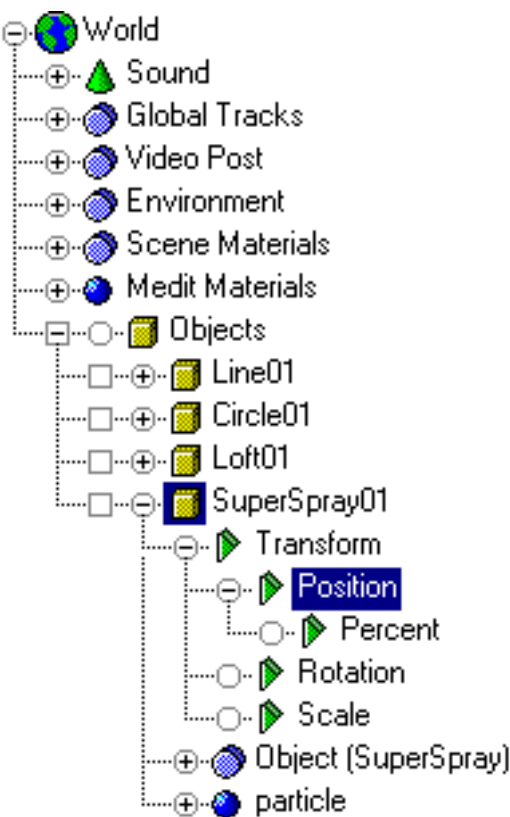 World
Sound
Global Tracks
Video Post
Environment
Scene Materials
Medit Materials
Objects
Line01
Circle01
Loft01
SuperSpray01
Transform
Position
Percent
Rotation
Scale
Object (SuperSpray)
particle